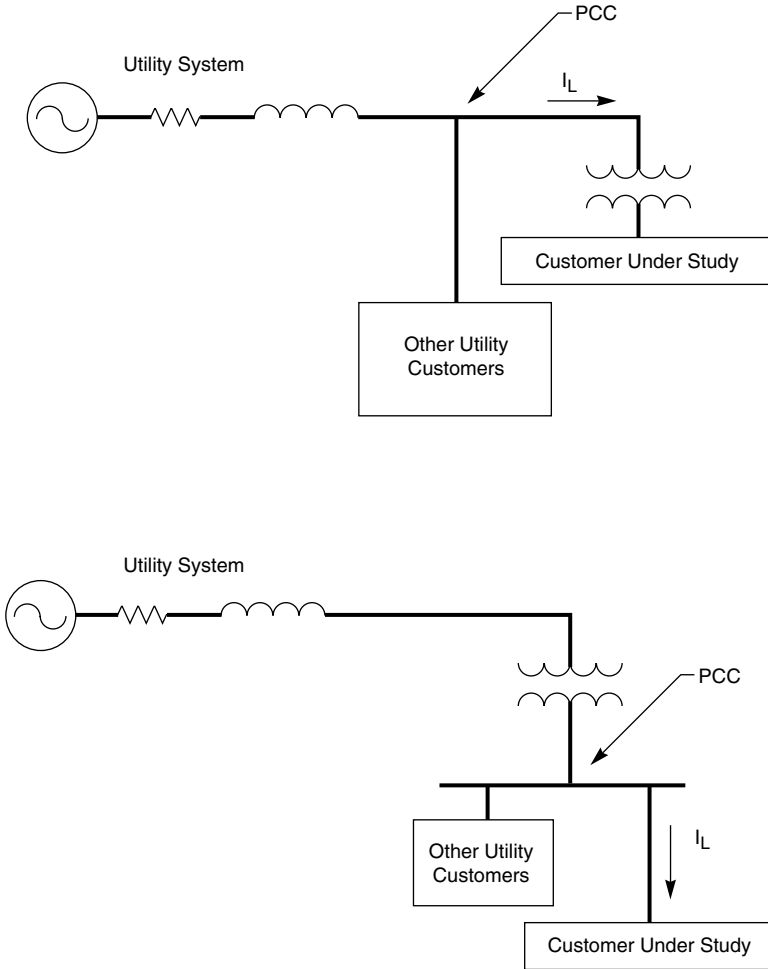 PCC
Utility System
I_L
Customer Under Study
Other Utility
Customers
Utility System
PCC
I_L
Other Utility
Customers
Customer Under Study